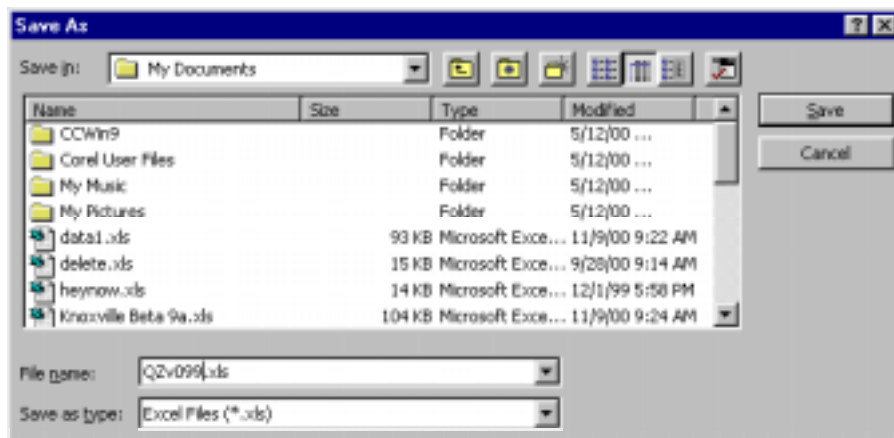 Save As
Save in: My Documents
Name Size Type Modified
CCWin9 Folder 5/12/00 ...
Corel User Files Folder 5/12/00 ...
My Music Folder 5/12/00 ...
My Pictures Folder 5/12/00 ...
data1.xls 93 KB Microsoft Exce... 11/9/00 9:22 AM
delete.xls 15 KB Microsoft Exce... 9/28/00 9:14 AM
heynow.xls 14 KB Microsoft Exce... 12/1/99 5:58 PM
Knoxville Beta 9a.xls 104 KB Microsoft Exce... 11/9/00 9:24 AM
Save
Cancel
File name: QZv099.xls
Save as type: Excel Files (*.xls)